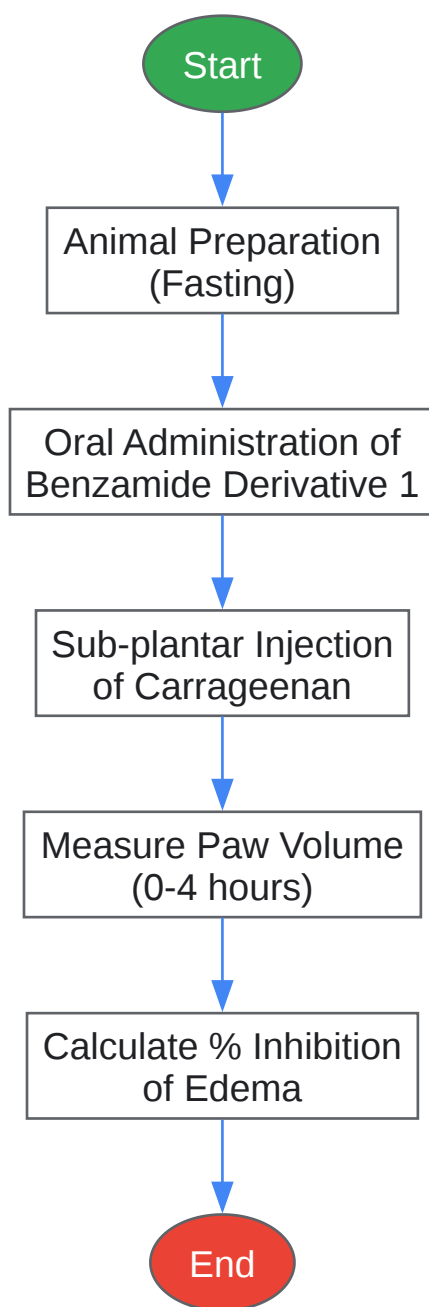 Start
Animal Preparation
(Fasting)
Oral Administration of
Benzamide Derivative 1
Sub-plantar Injection
of Carrageenan
Measure Paw Volume
(0-4 hours)
Calculate % Inhibition
of Edema
End